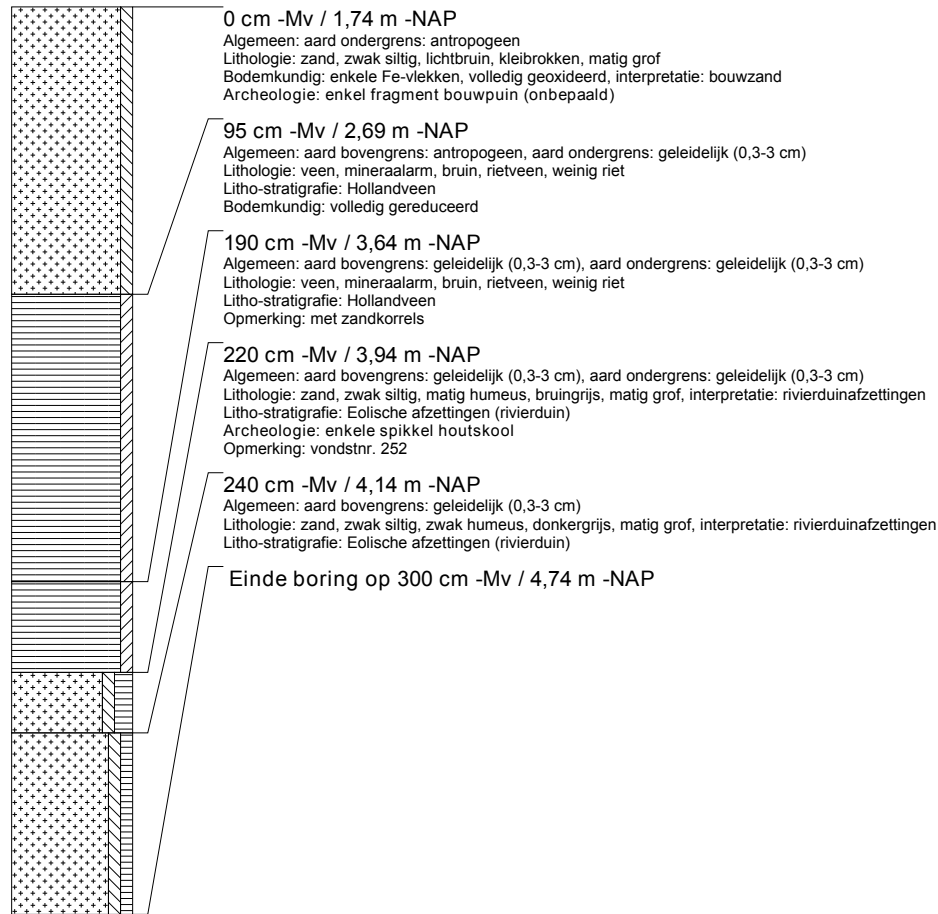 0 cm -Mv / 1,74 m -NAP
Algemeen: aard ondergrens: antropogeen
Lithologie: zand, zwak siltig, lichtbruin, kleibrokken, matig grof
Bodemkundig: enkele Fe-vlekken, volledig geoxideerd, interpretatie: bouwzand
Archeologie: enkel fragment bouwpuin (onbepaald)
95 cm -Mv / 2,69 m -NAP
Algemeen: aard bovengrens: antropogeen, aard ondergrens: geleidelijk (0,3-3 cm)
Lithologie: veen, mineraalarm, bruin, rietveen, weinig riet
Litho-stratigrafie: Hollandveen
Bodemkundig: volledig gereduceerd
190 cm -Mv / 3,64 m -NAP
Algemeen: aard bovengrens: geleidelijk (0,3-3 cm), aard ondergrens: geleidelijk (0,3-3 cm)
Lithologie: veen, mineraalarm, bruin, rietveen, weinig riet
Litho-stratigrafie: Hollandveen
Opmerking: met zandkorrels
220 cm -Mv / 3,94 m -NAP
Algemeen: aard bovengrens: geleidelijk (0,3-3 cm), aard ondergrens: geleidelijk (0,3-3 cm)
Lithologie: zand, zwak siltig, matig humeus, bruingrijs, matig grof, interpretatie: rivierduinafzettingen
Litho-stratigrafie: Eolische afzettingen (rivierduin)
Archeologie: enkele spikkel houtskool
Opmerking: vondstnr. 252
240 cm -Mv / 4,14 m -NAP
Algemeen: aard bovengrens: geleidelijk (0,3-3 cm)
Lithologie: zand, zwak siltig, zwak humeus, donkergrijs, matig grof, interpretatie: rivierduinafzettingen
Litho-stratigrafie: Eolische afzettingen (rivierduin)
Einde boring op 300 cm -Mv / 4,74 m -NAP